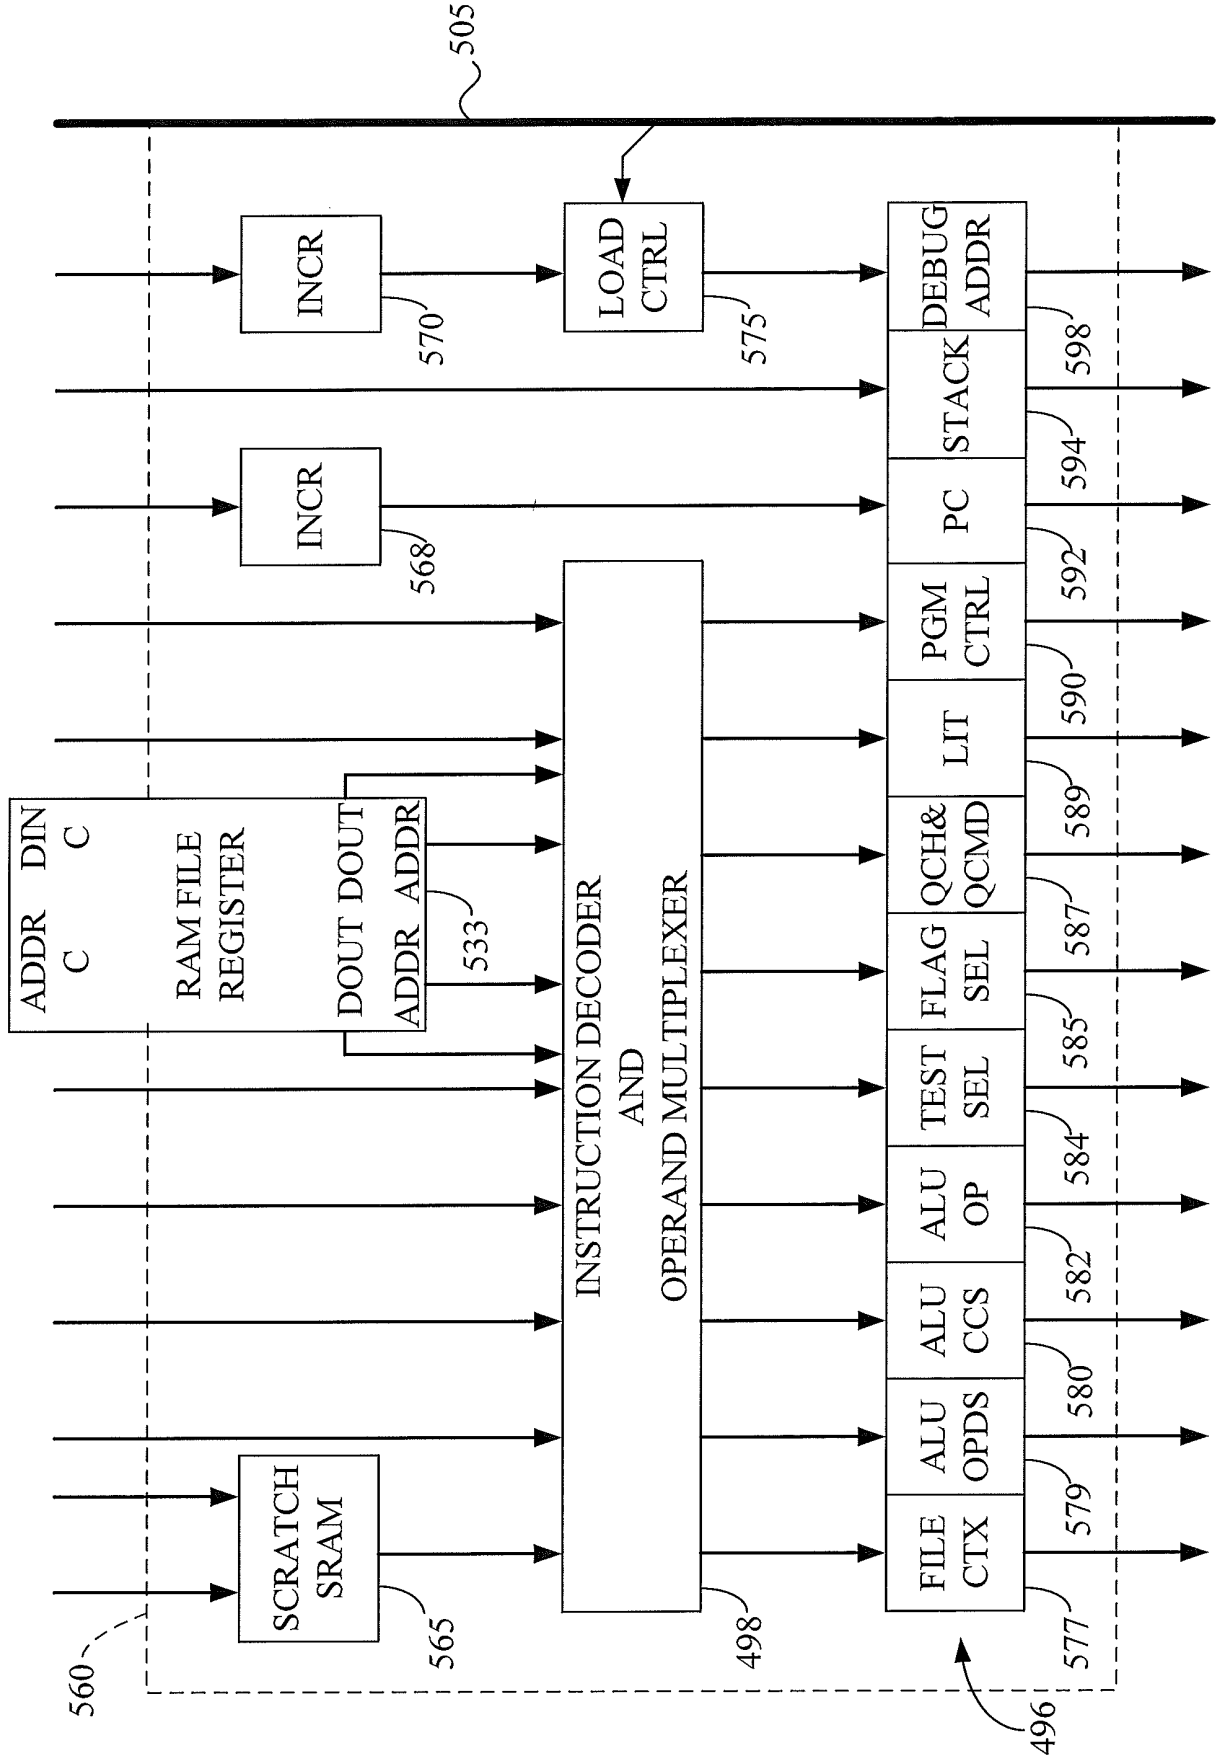 505
560
INCR
570
LOAD
CTRL
575
DEBUG
ADDR
598
STACK
594
INCR
568
PC
592
PGM
CTRL
590
LIT
589
ADDR DIN
C C
RAM FILE
REGISTER
DOUT DOUT
ADDR ADDR
533
QCH&
QCMD
587
INSTRUCTION DECODER
AND
OPERAND MULTIPLEXER
498
FLAG
SEL
585
TEST
SEL
584
ALU
OP
582
ALU
CCS
580
ALU
OPDS
579
SCRATCH
SRAM
565
FILE
CTX
577
496